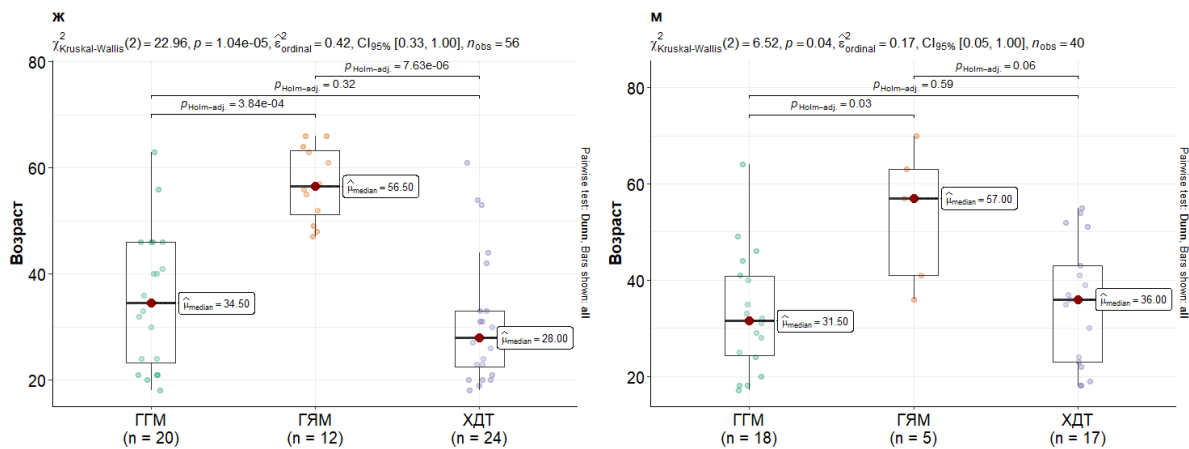 ж
χ²Kruskal-Wallis(2) = 22.96, p = 1.04e-05, ε̂²ordinal = 0.42, CI95% [0.33, 1.00], nobs = 56
80
60
40
20
Возраст
pHolm-adj. = 7.63e-06
pHolm-adj. = 0.32
pHolm-adj. = 3.84e-04
μ̂median = 34.50
μ̂median = 56.50
μ̂median = 28.00
ГГМ
(n = 20)
ГЯМ
(n = 12)
ХДТ
(n = 24)
Pairwise test: Dunn, Bars shown: all
м
χ²Kruskal-Wallis(2) = 6.52, p = 0.04, ε̂²ordinal = 0.17, CI95% [0.05, 1.00], nobs = 40
80
60
40
20
Возраст
pHolm-adj. = 0.06
pHolm-adj. = 0.59
pHolm-adj. = 0.03
μ̂median = 31.50
μ̂median = 57.00
μ̂median = 36.00
ГГМ
(n = 18)
ГЯМ
(n = 5)
ХДТ
(n = 17)
Pairwise test: Dunn, Bars shown: all